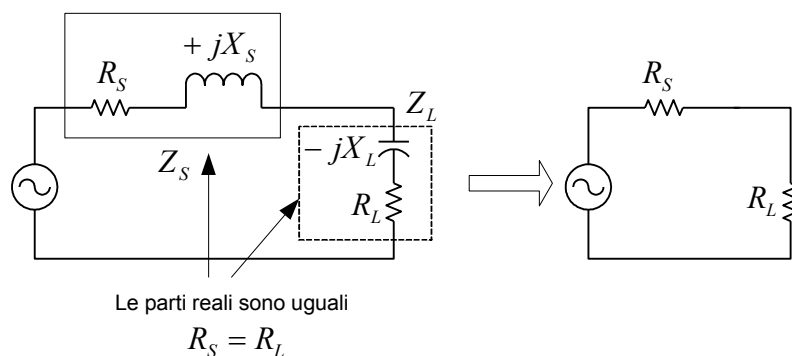 + jX_S
R_S
Z_L
Z_S
− jX_L
R_L
R_S
R_L
Le parti reali sono uguali
R_S = R_L